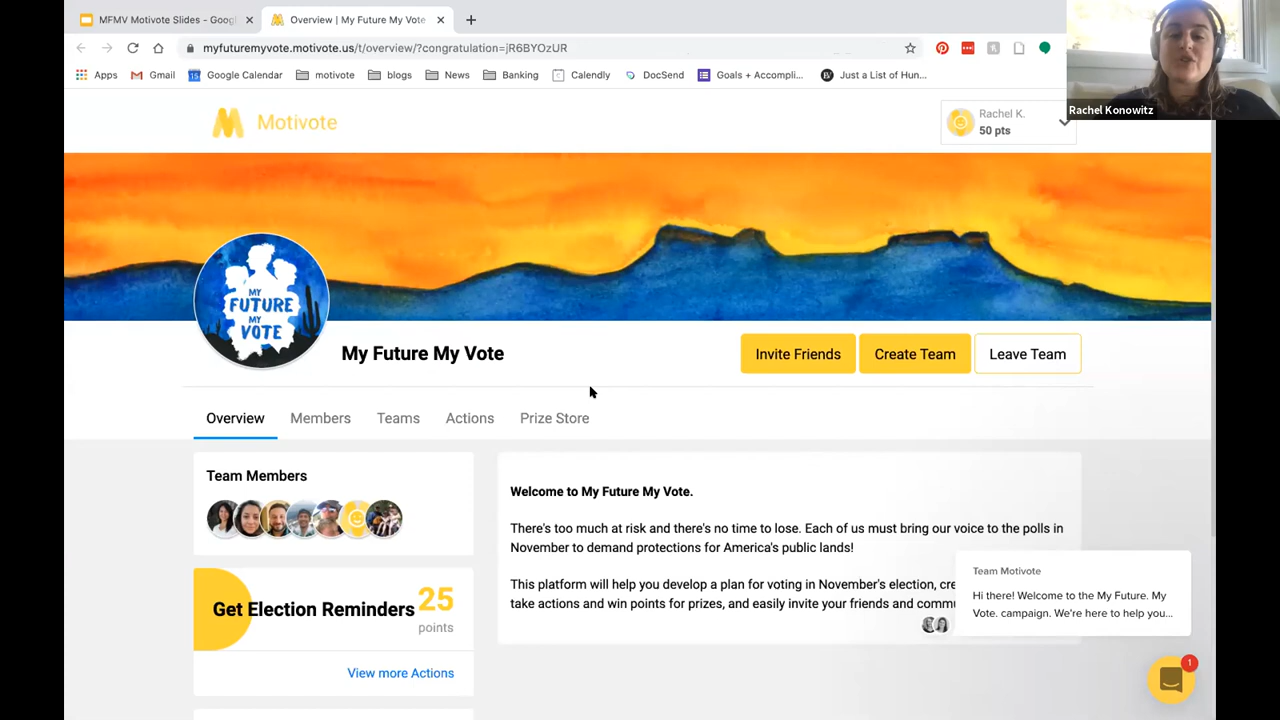 MFMV Motivote Slides - Goog
Overview | My Future My Vote
myfuturemyvote.motivote.us/t/overview/?congratulation=jR6BYOzUR
Apps
Gmail
15
Google Calendar
motivote
blogs
News
Banking
Calendly
DocSend
Goals + Accompli...
Just a List of Hun...
Rachel Konowitz
Motivote
Rachel K.
50 pts
MY
FUTURE
MY
VOTE
My Future My Vote
Invite Friends
Create Team
Leave Team
Overview
Members
Teams
Actions
Prize Store
Team Members
Get Election Reminders
25
points
View more Actions
Welcome to My Future My Vote.
There's too much at risk and there's no time to lose. Each of us must bring our voice to the polls in
November to demand protections for America's public lands!
This platform will help you develop a plan for voting in November's election, cre
take actions and win points for prizes, and easily invite your friends and commu
Team Motivote
Hi there! Welcome to the My Future. My
Vote. campaign. We're here to help you...
1